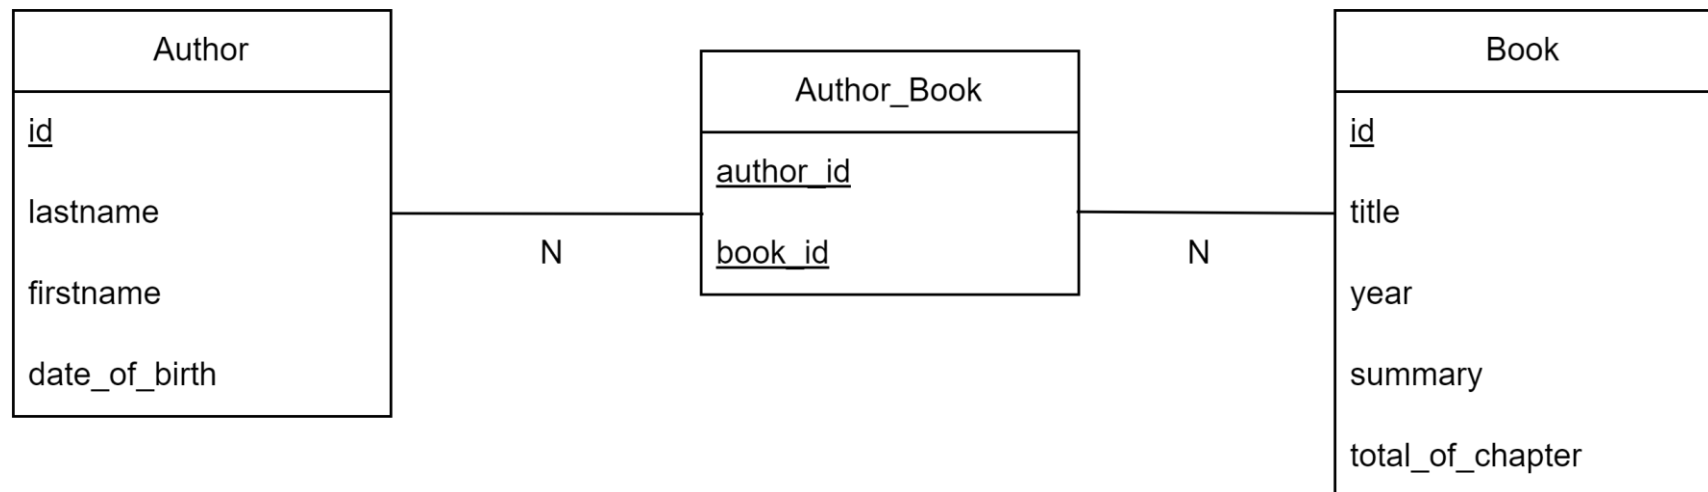 Author
id
lastname
firstname
date_of_birth
N
Author_Book
author_id
book_id
N
Book
id
title
year
summary
total_of_chapter